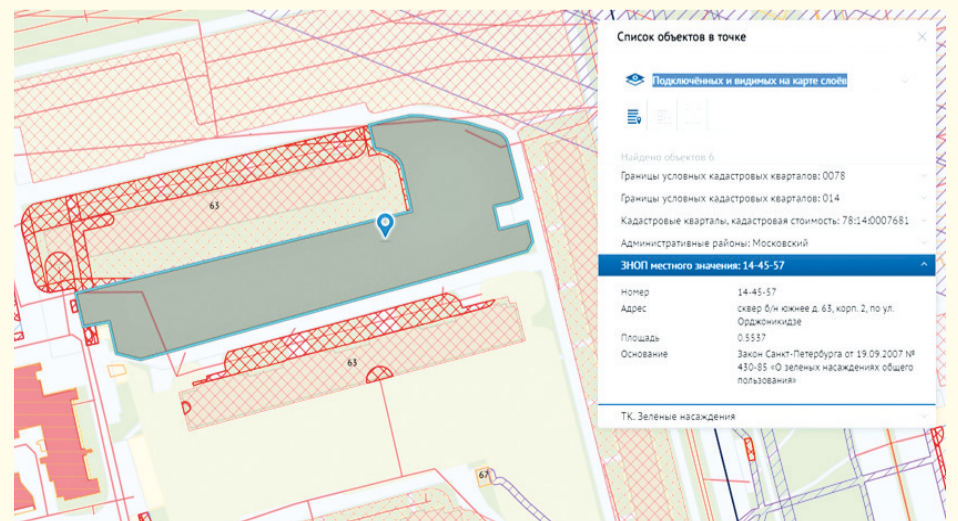 Список объектов в точке
Подключённых и видимых на карте слоёв
Найдено объектов 6
Границы условных кадастровых кварталов: 0078
Границы условных кадастровых кварталов: 014
Кадастровые кварталы, кадастровая стоимость: 78:14:0007681
Административные районы: Московский
ЗНОП местного значения: 14-45-57
Номер 14-45-57
Адрес сквер б/н южнее д. 63, корп. 2, по ул.
Орджоникидзе
Площадь 0.5537
Основание Закон Санкт-Петербурга от 19.09.2007 №
430-85 «О зеленых насаждениях общего
пользования»
ТК. Зелёные насаждения
63
63
67